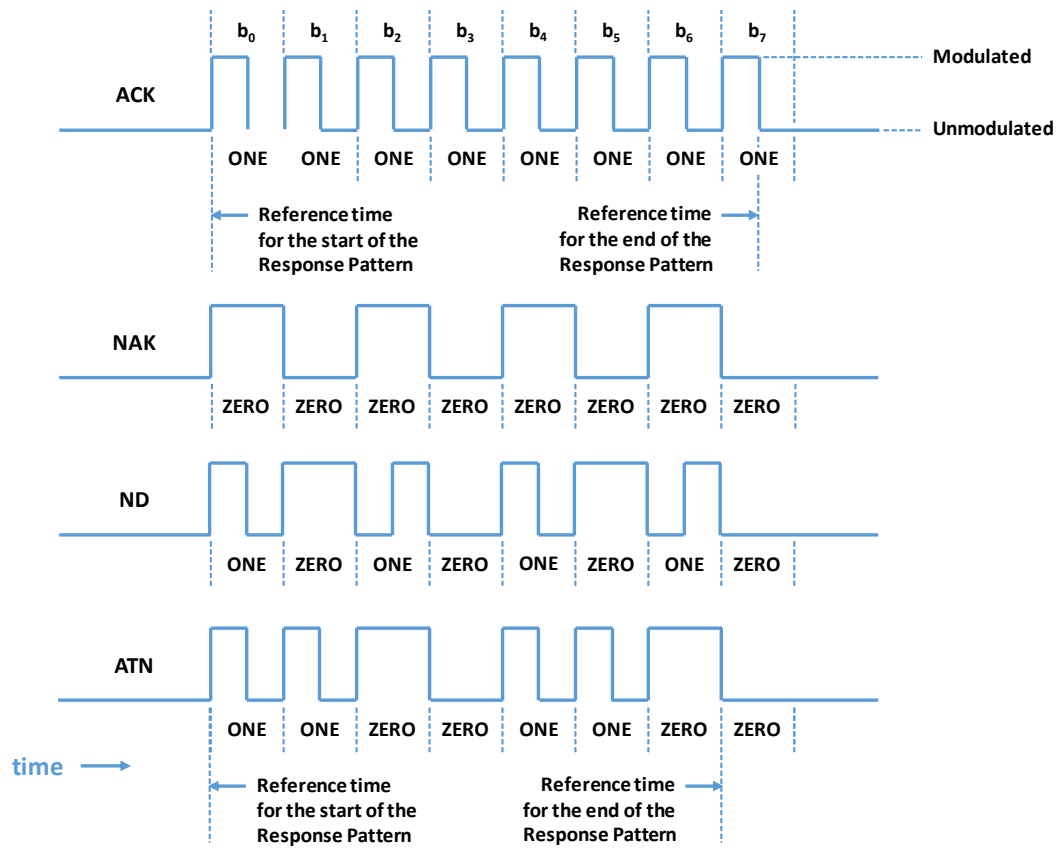 b0 b1 b2 b3 b4 b5 b6 b7
Modulated
ACK
Unmodulated
ONE ONE ONE ONE ONE ONE ONE ONE
Reference time
for the start of the
Response Pattern
Reference time
for the end of the
Response Pattern
NAK
ZERO ZERO ZERO ZERO ZERO ZERO ZERO ZERO
ND
ONE ZERO ONE ZERO ONE ZERO ONE ZERO
ATN
ONE ONE ZERO ZERO ONE ONE ZERO ZERO
time
Reference time
for the start of the
Response Pattern
Reference time
for the end of the
Response Pattern